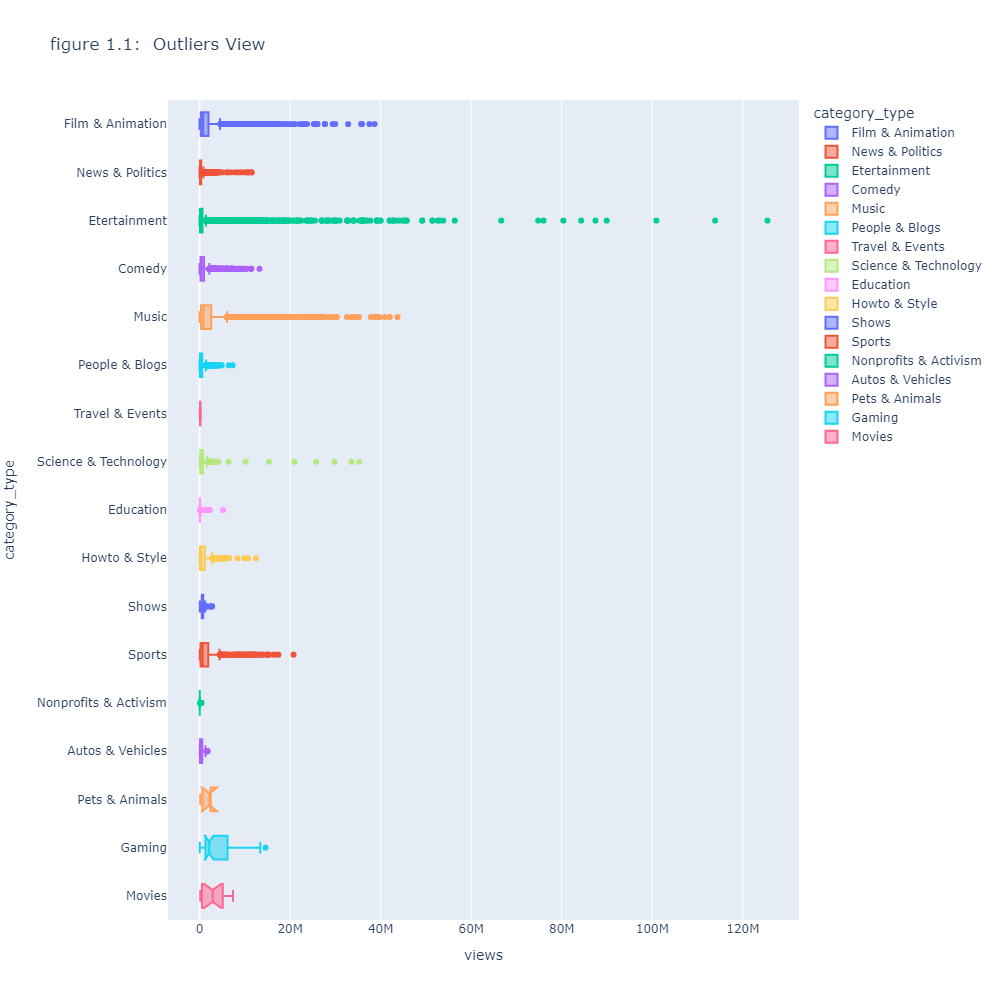 figure 1.1:  Outliers View
category_type
Film & Animation
News & Politics
Etertainment
Comedy
Music
People & Blogs
Travel & Events
Science & Technology
Education
Howto & Style
Shows
Sports
Nonprofits & Activism
Autos & Vehicles
Pets & Animals
Gaming
Movies
0
20M
40M
60M
80M
100M
120M
views
category_type
Film & Animation
News & Politics
Etertainment
Comedy
Music
People & Blogs
Travel & Events
Science & Technology
Education
Howto & Style
Shows
Sports
Nonprofits & Activism
Autos & Vehicles
Pets & Animals
Gaming
Movies